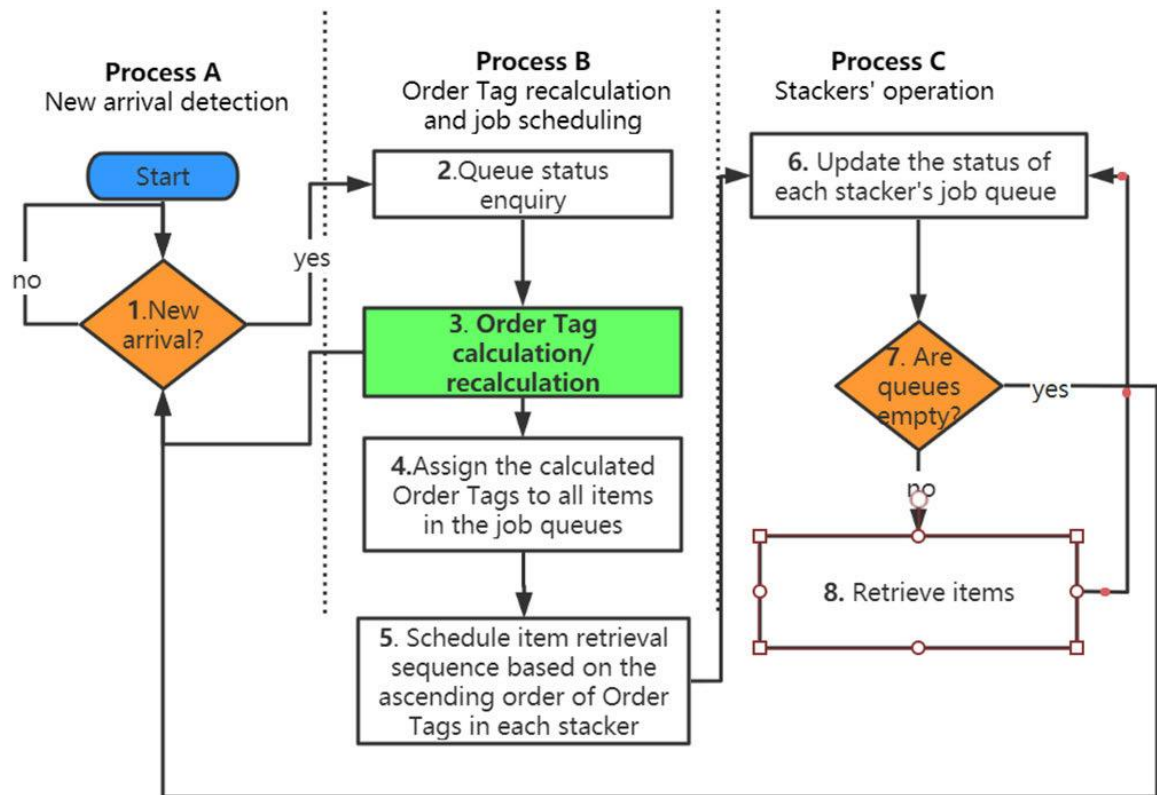 Process A
New arrival detection
Start
no
1.New
arrival?
yes
Process B
Order Tag recalculation
and job scheduling
2.Queue status
enquiry
3. Order Tag
calculation/
recalculation
4.Assign the calculated
Order Tags to all items
in the job queues
5. Schedule item retrieval
sequence based on the
ascending order of Order
Tags in each stacker
Process C
Stackers' operation
6. Update the status of
each stacker's job queue
7. Are
queues
empty?
yes
no
8. Retrieve items